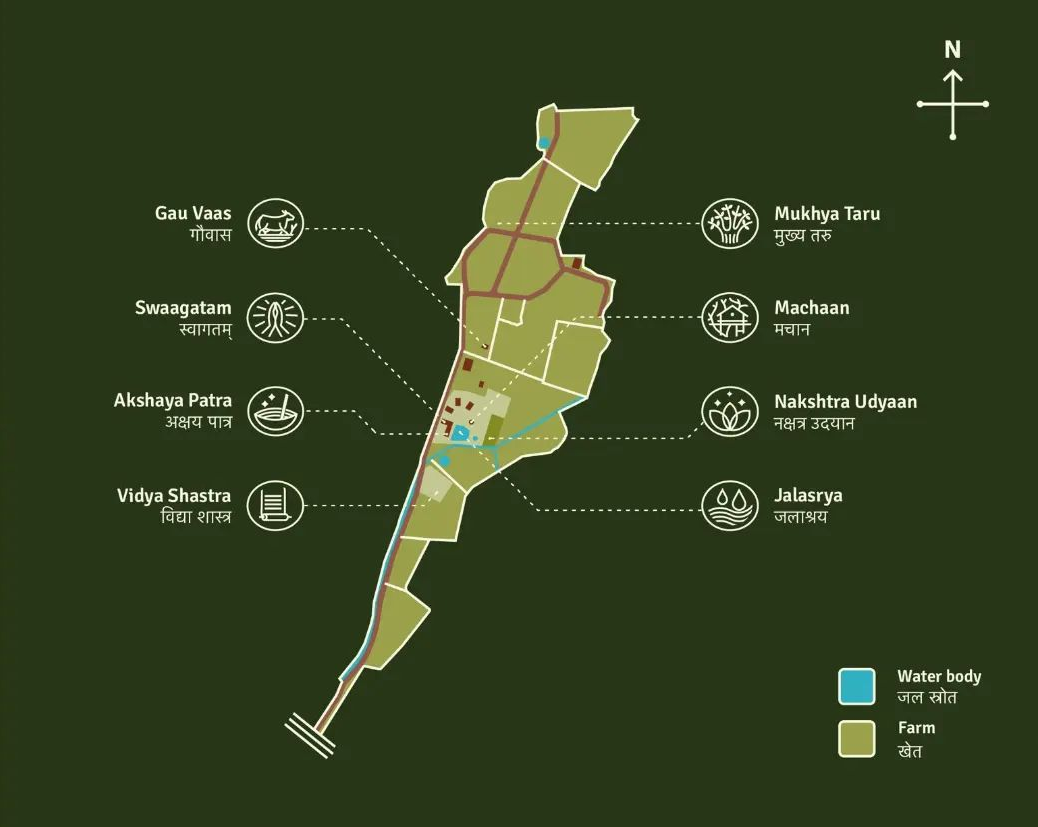 N
Gau Vaas
गौवास
Swaagatam
स्वागतम्
Akshaya Patra
अक्षय पात्र
Vidya Shastra
विद्या शास्त्र
Mukhya Taru
मुख्य तरु
Machaan
मचान
Nakshtra Udyaan
नक्षत्र उदयान
Jalasrya
जलाश्रय
Water body
जल स्रोत
Farm
खेत